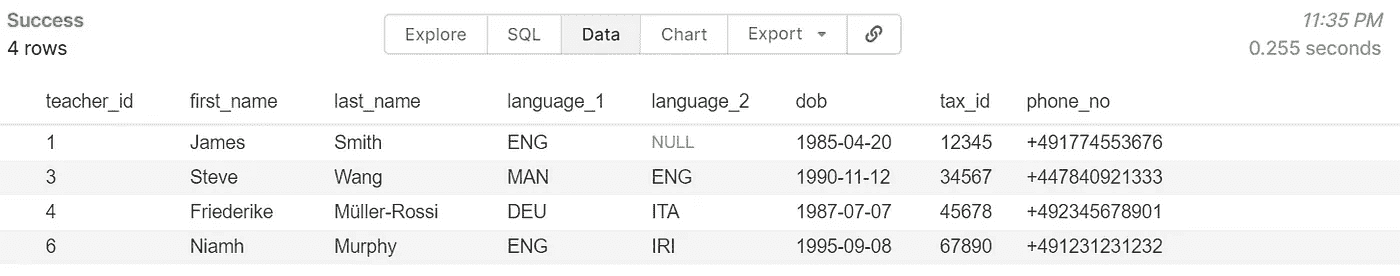 Success
4 rows
Explore SQL Data Chart Export
11:35 PM
0.255 seconds
teacher_id first_name last_name language_1 language_2 dob tax_id phone_no
1 James Smith ENG NULL 1985-04-20 12345 +491774553676
3 Steve Wang MAN ENG 1990-11-12 34567 +447840921333
4 Friederike Müller-Rossi DEU ITA 1987-07-07 45678 +492345678901
6 Niamh Murphy ENG IRI 1995-09-08 67890 +491231231232